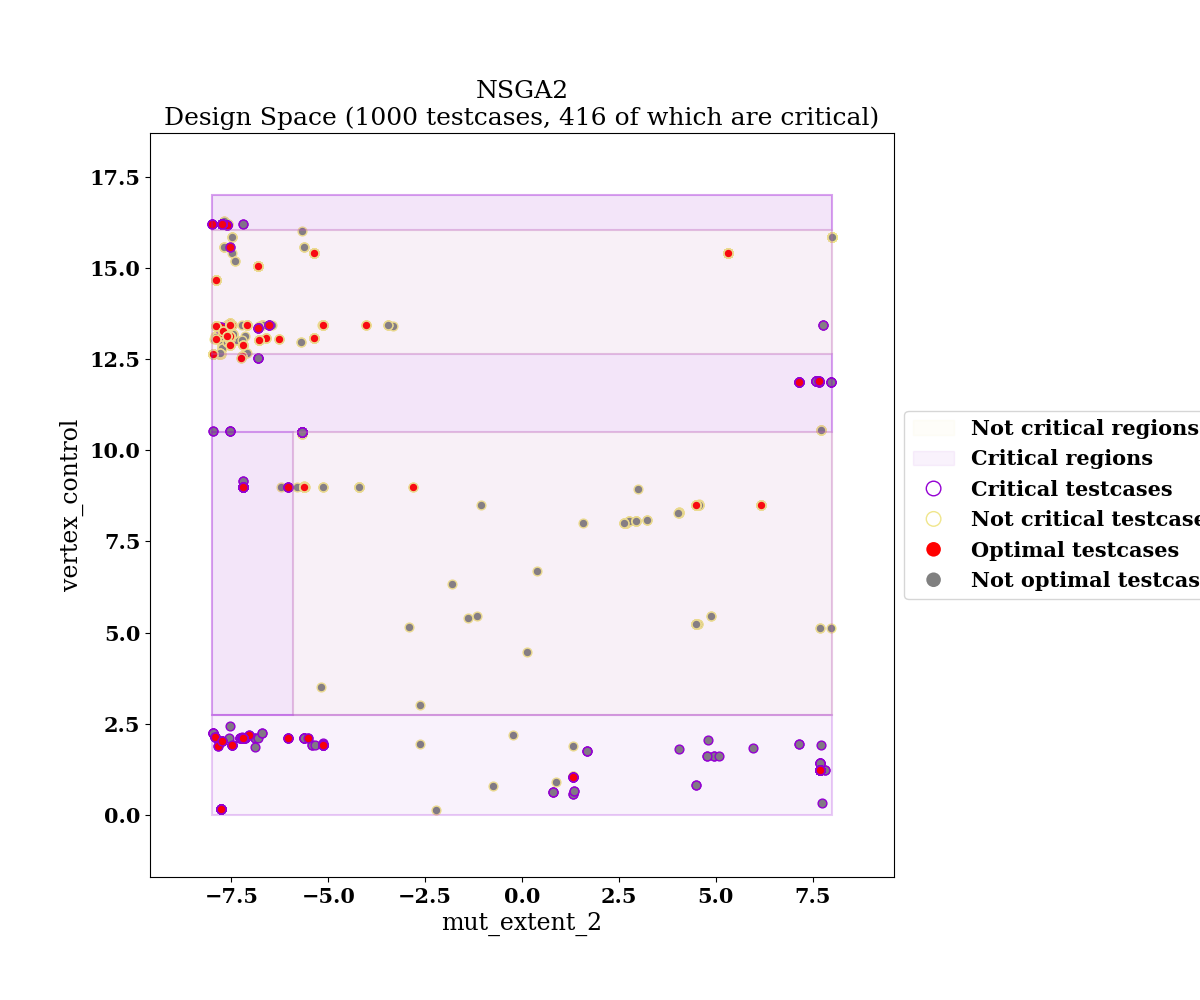 NSGA2
Design Space (1000 testcases, 416 of which are critical)
17.5
15.0
12.5
10.0
7.5
5.0
2.5
0.0
vertex_control
−7.5 −5.0 −2.5 0.0 2.5 5.0 7.5
mut_extent_2
Not critical regions
Critical regions
Critical testcases
Not critical testcase
Optimal testcases
Not optimal testcas